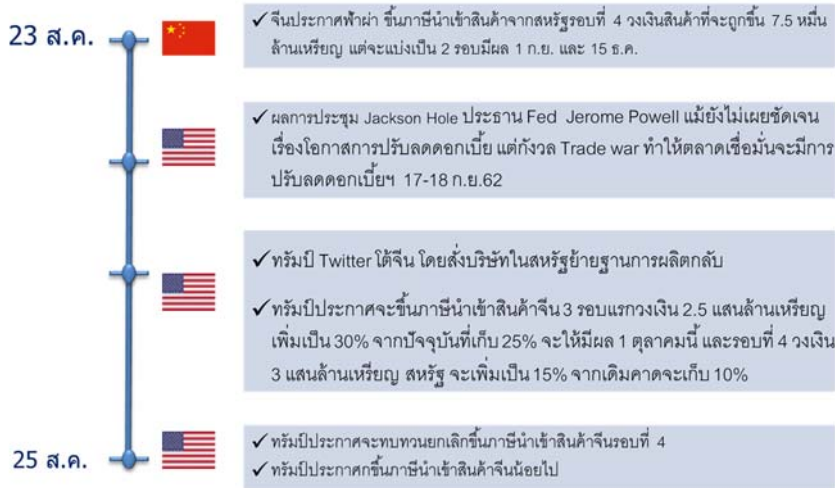 23 ส.ค.
✓ จีนประกาศฟ้าผ่า ขึ้นภาษีนำเข้าสินค้าจากสหรัฐรอบที่ 4 วงเงินสินค้าที่จะถูกขึ้น 7.5 หมื่น
ล้านเหรียญ แต่จะแบ่งเป็น 2 รอบมีผล 1 ก.ย. และ 15 ธ.ค.
✓ ผลการประชุม Jackson Hole ประธาน Fed Jerome Powell แม้ยังไม่เผยชัดเจน
เรื่องโอกาสการปรับลดดอกเบี้ย แต่กังวล Trade war ทำให้ตลาดเชื่อมั่นจะมีการ
ปรับลดดอกเบี้ยฯ 17-18 ก.ย.62
✓ ทรัมป์ Twitter โต้จีน โดยสั่งบริษัทในสหรัฐย้ายฐานการผลิตกลับ
✓ ทรัมป์ประกาศจะขึ้นภาษีนำเข้าสินค้าจีน 3 รอบแรกวงเงิน 2.5 แสนล้านเหรียญ
เพิ่มเป็น 30% จากปัจจุบันที่เก็บ 25% จะให้มีผล 1 ตุลาคมนี้ และรอบที่ 4 วงเงิน
3 แสนล้านเหรียญ สหรัฐ จะเพิ่มเป็น 15% จากเดิมคาดจะเก็บ 10%
25 ส.ค.
✓ ทรัมป์ประกาศจะทบทวนยกเลิกขึ้นภาษีนำเข้าสินค้าจีนรอบที่ 4
✓ ทรัมป์ประกาศกขึ้นภาษีนำเข้าสินค้าจีนน้อยไป